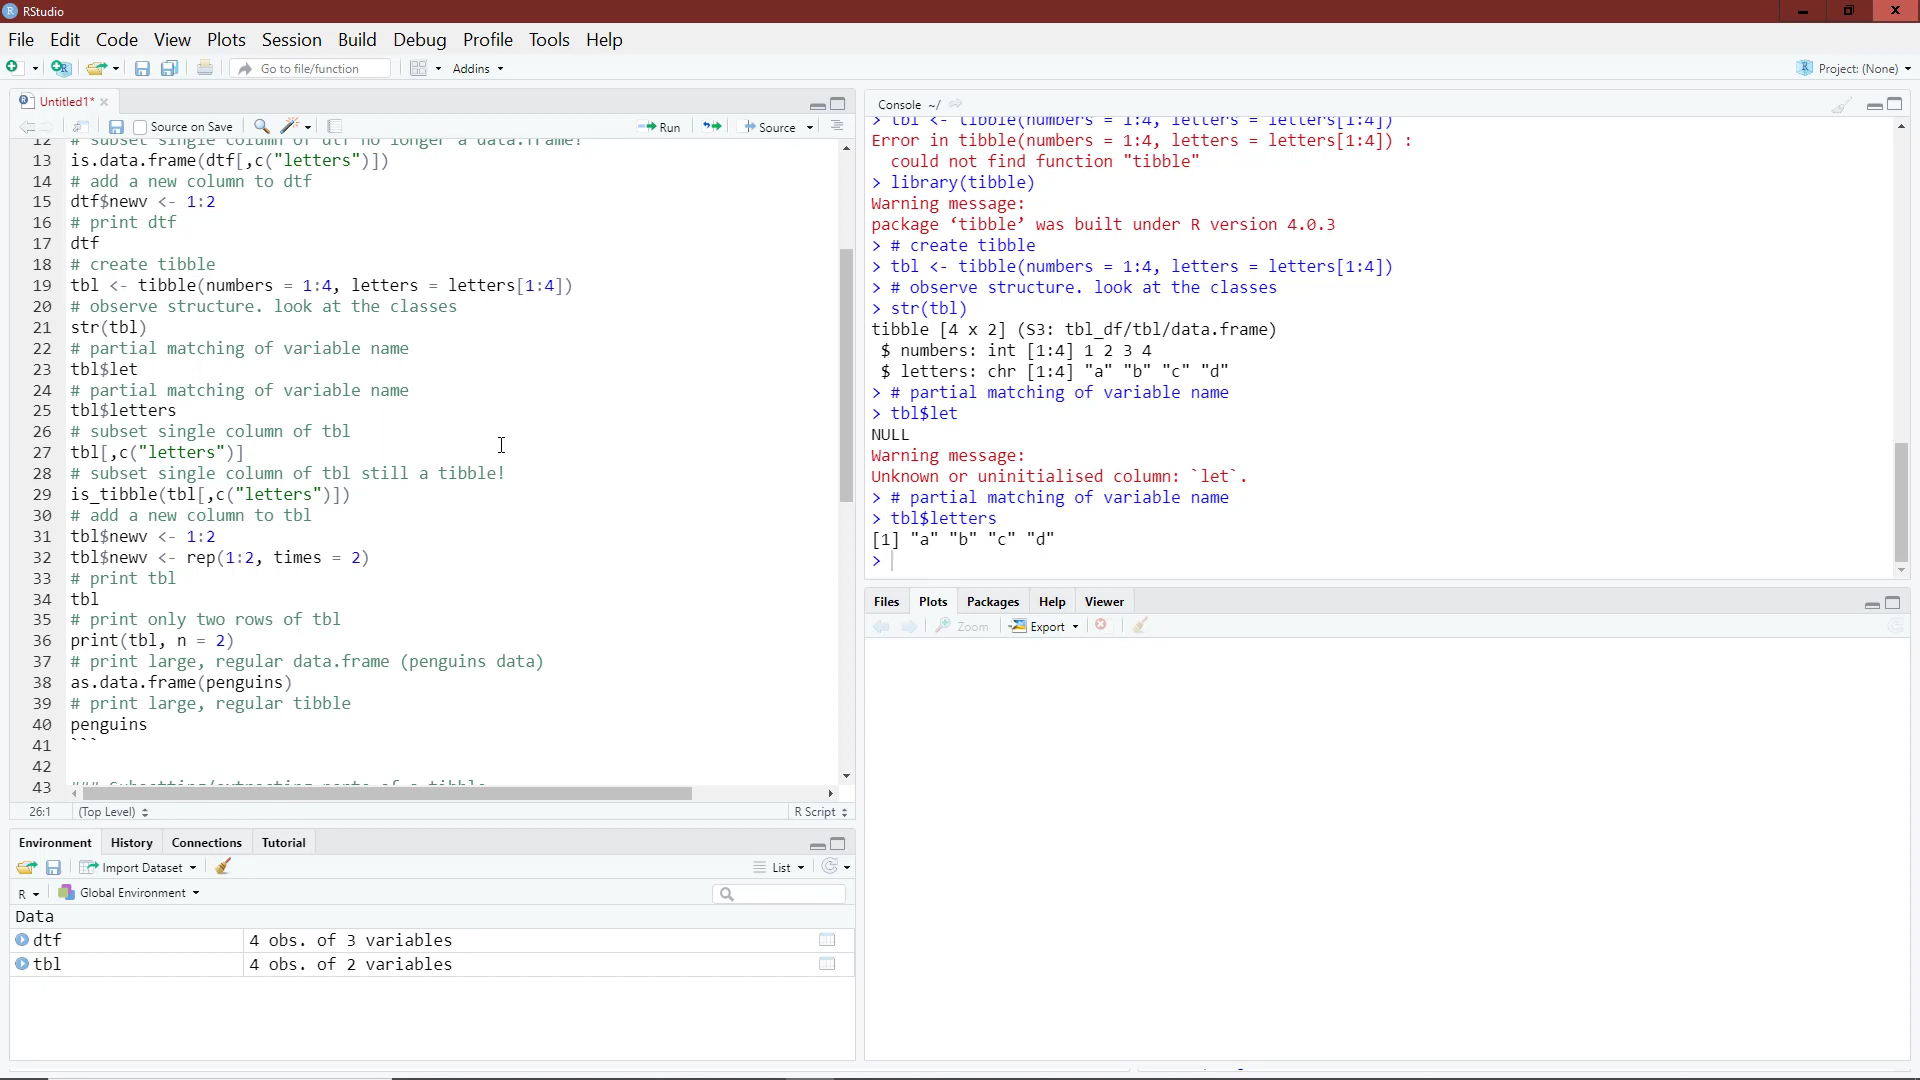 RStudio
File Edit Code View Plots Session Build Debug Profile Tools Help
Go to file/function
Addins
Project: (None)
Untitled1*
Source on Save
Run
Source
12 # subset single column of dtf no longer a data.frame!
13 is.data.frame(dtf[,c("letters")])
14 # add a new column to dtf
15 dtf$newv <- 1:2
16 # print dtf
17 dtf
18 # create tibble
19 tbl <- tibble(numbers = 1:4, letters = letters[1:4])
20 # observe structure. look at the classes
21 str(tbl)
22 # partial matching of variable name
23 tbl$let
24 # partial matching of variable name
25 tbl$letters
26 # subset single column of tbl
27 tbl[,c("letters")]
28 # subset single column of tbl still a tibble!
29 is_tibble(tbl[,c("letters")])
30 # add a new column to tbl
31 tbl$newv <- 1:2
32 tbl$newv <- rep(1:2, times = 2)
33 # print tbl
34 tbl
35 # print only two rows of tbl
36 print(tbl, n = 2)
37 # print large, regular data.frame (penguins data)
38 as.data.frame(penguins)
39 # print large, regular tibble
40 penguins
41 ```
42
43 ### Subsetting/extracting parts of a tibble
26:1 (Top Level) R Script
Console ~/
> tbl <- tibble(numbers = 1:4, letters = letters[1:4])
Error in tibble(numbers = 1:4, letters = letters[1:4]) :
could not find function "tibble"
> library(tibble)
Warning message:
package ‘tibble’ was built under R version 4.0.3
> # create tibble
> tbl <- tibble(numbers = 1:4, letters = letters[1:4])
> # observe structure. look at the classes
> str(tbl)
tibble [4 x 2] (S3: tbl_df/tbl/data.frame)
$ numbers: int [1:4] 1 2 3 4
$ letters: chr [1:4] "a" "b" "c" "d"
> # partial matching of variable name
> tbl$let
NULL
Warning message:
Unknown or uninitialised column: `let`.
> # partial matching of variable name
> tbl$letters
[1] "a" "b" "c" "d"
>
Files Plots Packages Help Viewer
Zoom Export
Environment History Connections Tutorial
Import Dataset
List
R Global Environment
Data
dtf 4 obs. of 3 variables
tbl 4 obs. of 2 variables